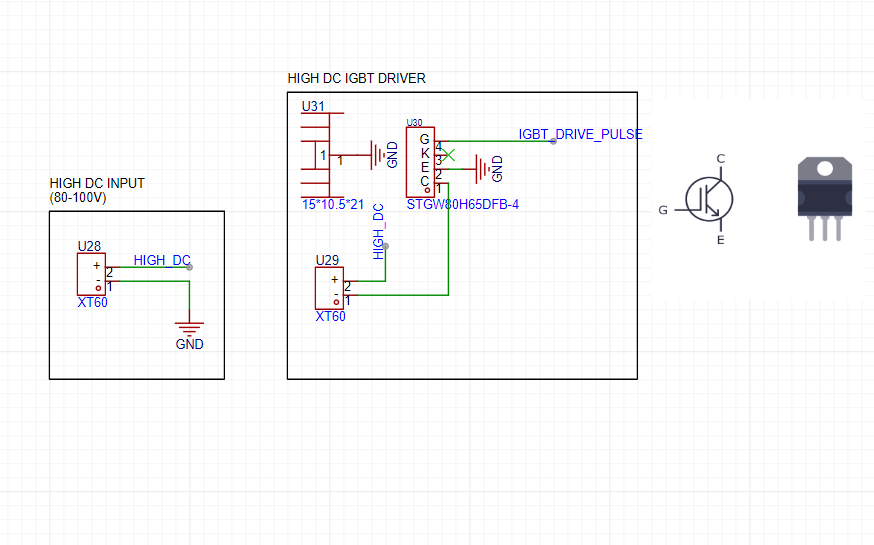 HIGH DC IGBT DRIVER
U31
1
1
GND
15*10.5*21
U30
G
K
E
C
4
3
2
1
STGW80H65DFB-4
IGBT_DRIVE_PULSE
GND
HIGH_DC
U29
+
-
2
1
XT60
HIGH DC INPUT
(80-100V)
U28
+
-
2
1
HIGH_DC
XT60
GND
C
G
E